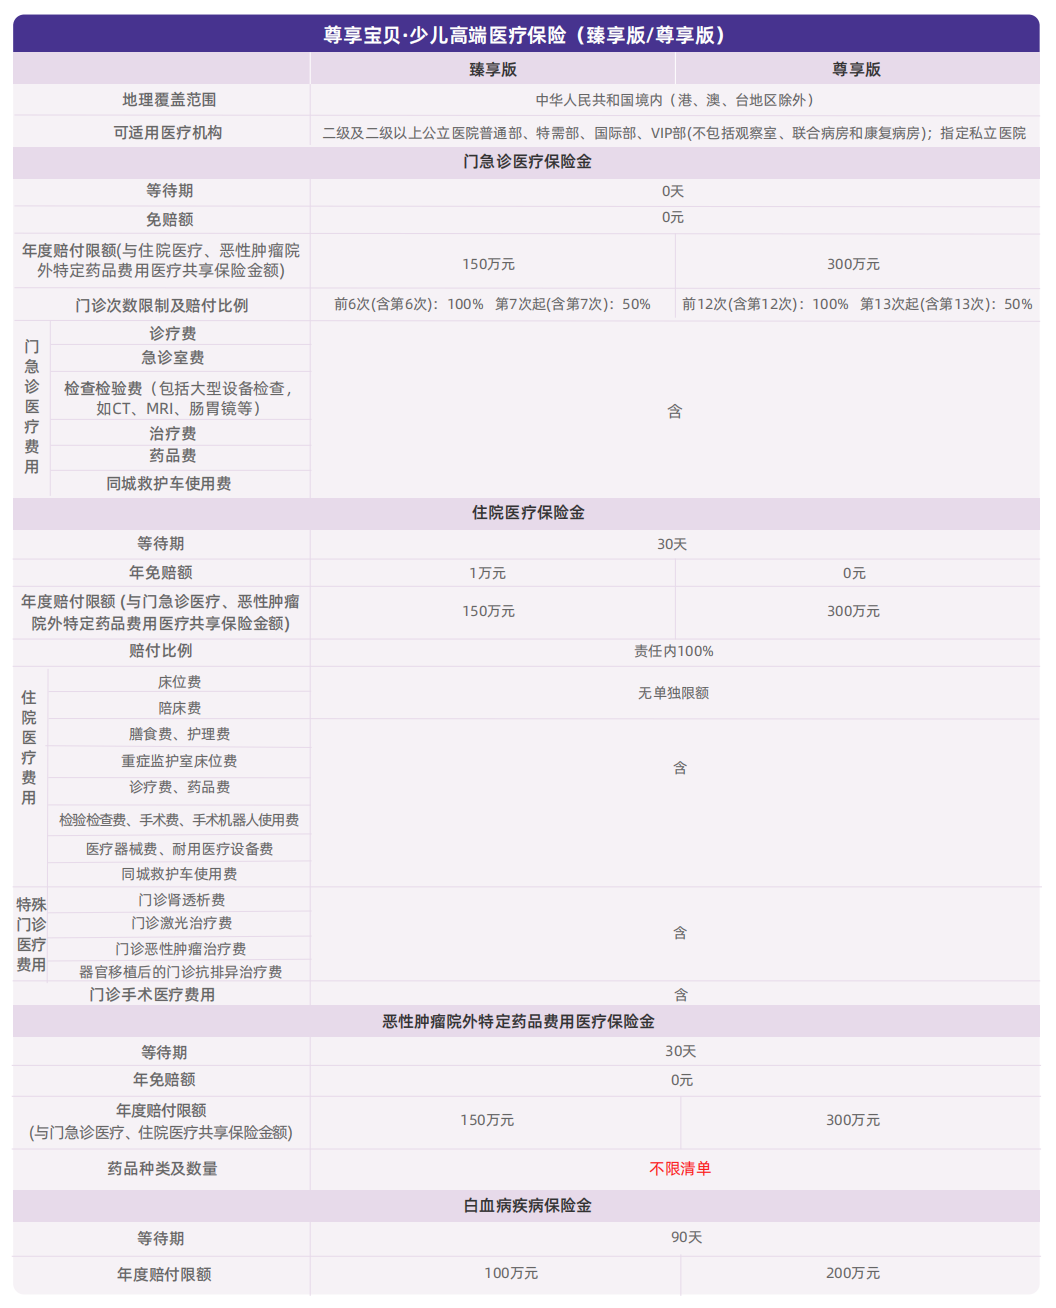 尊享宝贝·少儿高端医疗保险（臻享版/尊享版）
臻享版 尊享版
地理覆盖范围 中华人民共和国境内（港、澳、台地区除外）
可适用医疗机构 二级及二级以上公立医院普通部、特需部、国际部、VIP部(不包括观察室、联合病房和康复病房)；指定私立医院
门急诊医疗保险金
等待期 0天
免赔额 0元
年度赔付限额(与住院医疗、恶性肿瘤院
外特定药品费用医疗共享保险金额) 150万元 300万元
门诊次数限制及赔付比例 前6次(含第6次)：100% 第7次起(含第7次)：50% 前12次(含第12次)：100% 第13次起(含第13次)：50%
门急诊医疗费用
诊疗费
急诊室费
检查检验费（包括大型设备检查，
如CT、MRI、肠胃镜等）
含
治疗费
药品费
同城救护车使用费
住院医疗保险金
等待期 30天
年免赔额 1万元 0元
年度赔付限额 (与门急诊医疗、恶性肿瘤
院外特定药品费用医疗共享保险金额) 150万元 300万元
赔付比例 责任内100%
住院医疗费用
床位费
无单独限额
陪床费
膳食费、护理费
重症监护室床位费
含
诊疗费、药品费
检验检查费、手术费、手术机器人使用费
医疗器械费、耐用医疗设备费
同城救护车使用费
特殊
门诊
医疗
费用
门诊肾透析费
门诊激光治疗费
含
门诊恶性肿瘤治疗费
器官移植后的门诊抗排异治疗费
门诊手术医疗费用 含
恶性肿瘤院外特定药品费用医疗保险金
等待期 30天
年免赔额 0元
年度赔付限额
(与门急诊医疗、住院医疗共享保险金额) 150万元 300万元
药品种类及数量 不限清单
白血病疾病保险金
等待期 90天
年度赔付限额 100万元 200万元